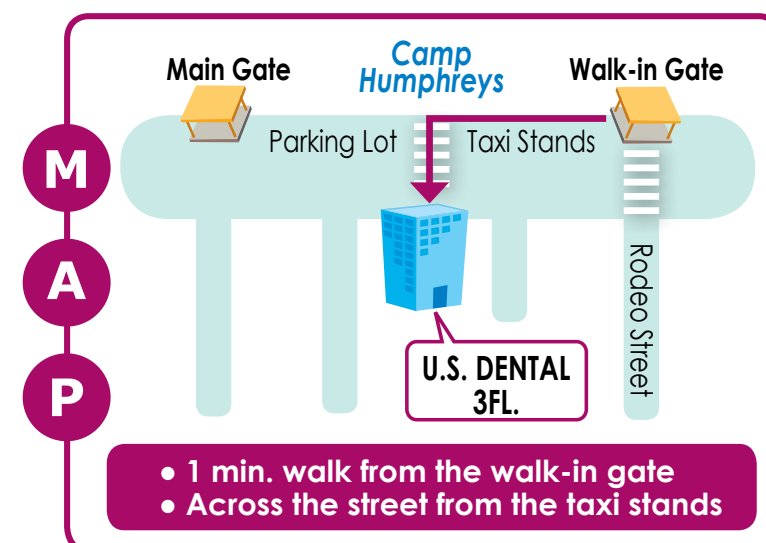 Camp
Humphreys
Main Gate
Walk-in Gate
Parking Lot
Taxi Stands
M
A
P
Rodeo Street
U.S. DENTAL
3FL.
● 1 min. walk from the walk-in gate
● Across the street from the taxi stands